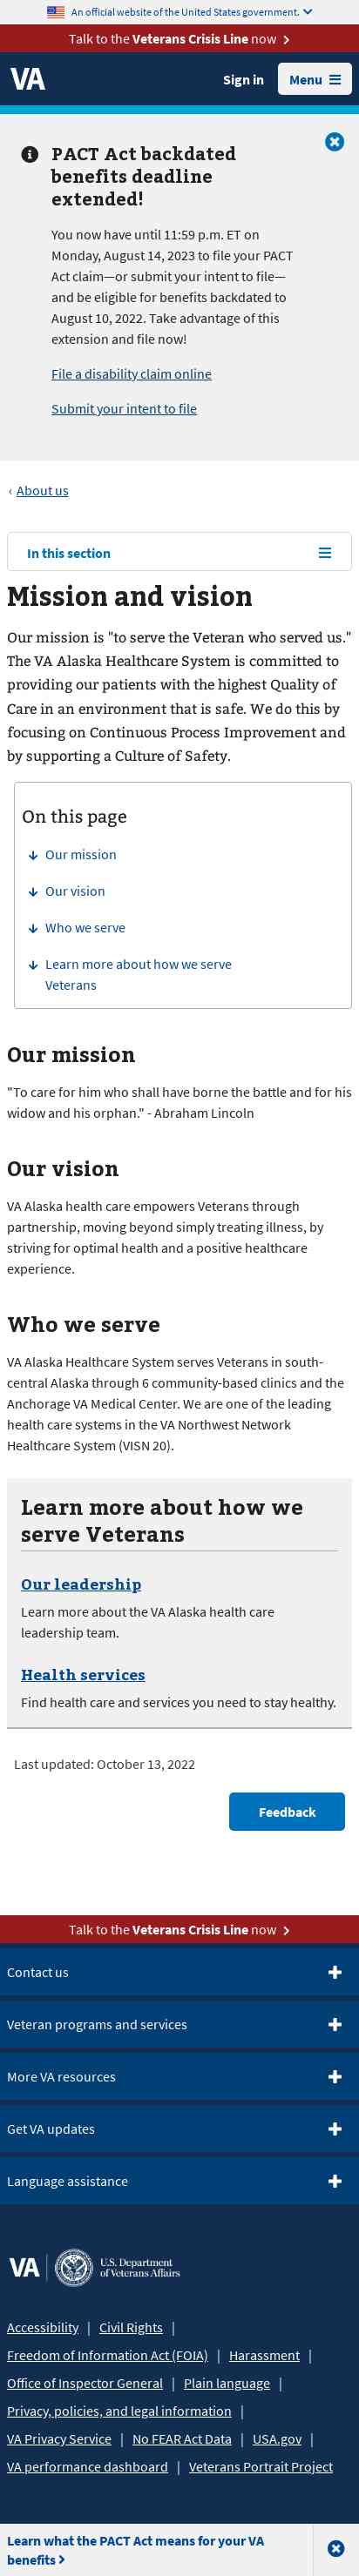 An official website of the United States government.
Talk to the Veterans Crisis Line now
VA
Sign in
Menu
PACT Act backdated
benefits deadline
extended!
You now have until 11:59 p.m. ET on
Monday, August 14, 2023 to file your PACT
Act claim—or submit your intent to file—
and be eligible for benefits backdated to
August 10, 2022. Take advantage of this
extension and file now!
File a disability claim online
Submit your intent to file
‹ About us
In this section
Mission and vision
Our mission is "to serve the Veteran who served us."
The VA Alaska Healthcare System is committed to
providing our patients with the highest Quality of
Care in an environment that is safe. We do this by
focusing on Continuous Process Improvement and
by supporting a Culture of Safety.
On this page
Our mission
Our vision
Who we serve
Learn more about how we serve
Veterans
Our mission
"To care for him who shall have borne the battle and for his
widow and his orphan." - Abraham Lincoln
Our vision
VA Alaska health care empowers Veterans through
partnership, moving beyond simply treating illness, by
striving for optimal health and a positive healthcare
experience.
Who we serve
VA Alaska Healthcare System serves Veterans in south-
central Alaska through 6 community-based clinics and the
Anchorage VA Medical Center. We are one of the leading
health care systems in the VA Northwest Network
Healthcare System (VISN 20).
Learn more about how we
serve Veterans
Our leadership
Learn more about the VA Alaska health care
leadership team.
Health services
Find health care and services you need to stay healthy.
Last updated: October 13, 2022
Feedback
Talk to the Veterans Crisis Line now
Contact us
Veteran programs and services
More VA resources
Get VA updates
Language assistance
VA | U.S. Department
of Veterans Affairs
Accessibility | Civil Rights |
Freedom of Information Act (FOIA) | Harassment |
Office of Inspector General | Plain language |
Privacy, policies, and legal information |
VA Privacy Service | No FEAR Act Data | USA.gov |
VA performance dashboard | Veterans Portrait Project
Learn what the PACT Act means for your VA
benefits